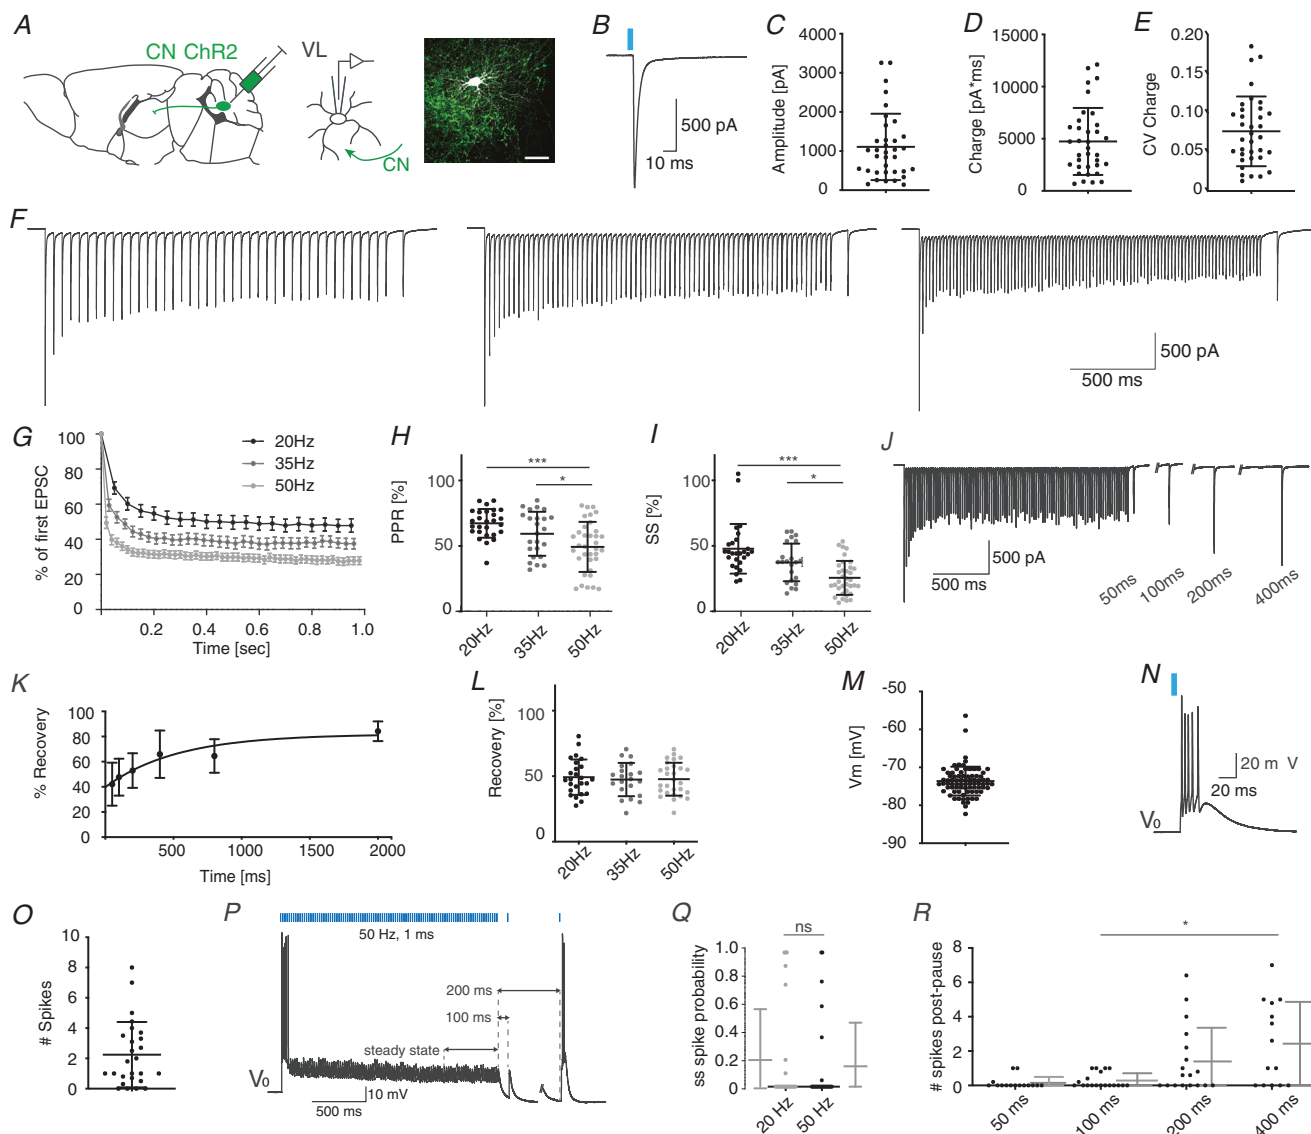 A
CN ChR2
VL
CN
B
500 pA
10 ms
C
Amplitude [pA]
4000
3000
2000
1000
0
D
Charge [pA*ms]
15000
10000
5000
0
E
CV Charge
0.20
0.15
0.10
0.05
0
F
500 pA
500 ms
G
% of first EPSC
100
80
60
40
20
0
20Hz
35Hz
50Hz
0.2 0.4 0.6 0.8 1.0
Time [sec]
H
PPR [%]
100
50
0
***
*
20Hz 35Hz 50Hz
I
SS [%]
100
50
0
***
*
20Hz 35Hz 50Hz
J
500 pA
500 ms
50ms 100ms 200ms 400ms
K
% Recovery
100
80
60
40
20
0
500 1000 1500 2000
Time [ms]
L
Recovery [%]
100
50
0
20Hz 35Hz 50Hz
M
Vm [mV]
-50
-60
-70
-80
-90
N
20 m V
20 ms
V0
O
# Spikes
10
8
6
4
2
0
P
50 Hz, 1 ms
200 ms
100 ms
steady state
V0
10 mV
500 ms
Q
ss spike probability
ns
1.0
0.8
0.6
0.4
0.2
0
20 Hz 50 Hz
R
# spikes post-pause
*
8
6
4
2
0
50 ms 100 ms 200 ms 400 ms